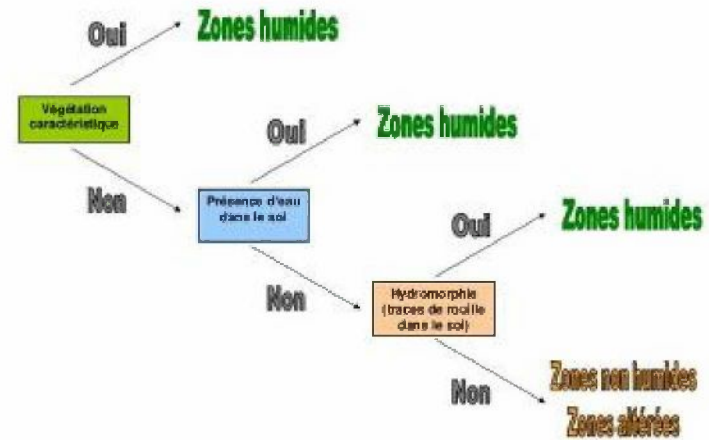 Oui
Zones humides
Végétation
caractéristique
Oui
Zones humides
Non
Présence d'eau
dans le sol
Oui
Zones humides
Non
Hydromorphie
(traces de rouille
dans le sol)
Non
Zones non humides
Zones altérées